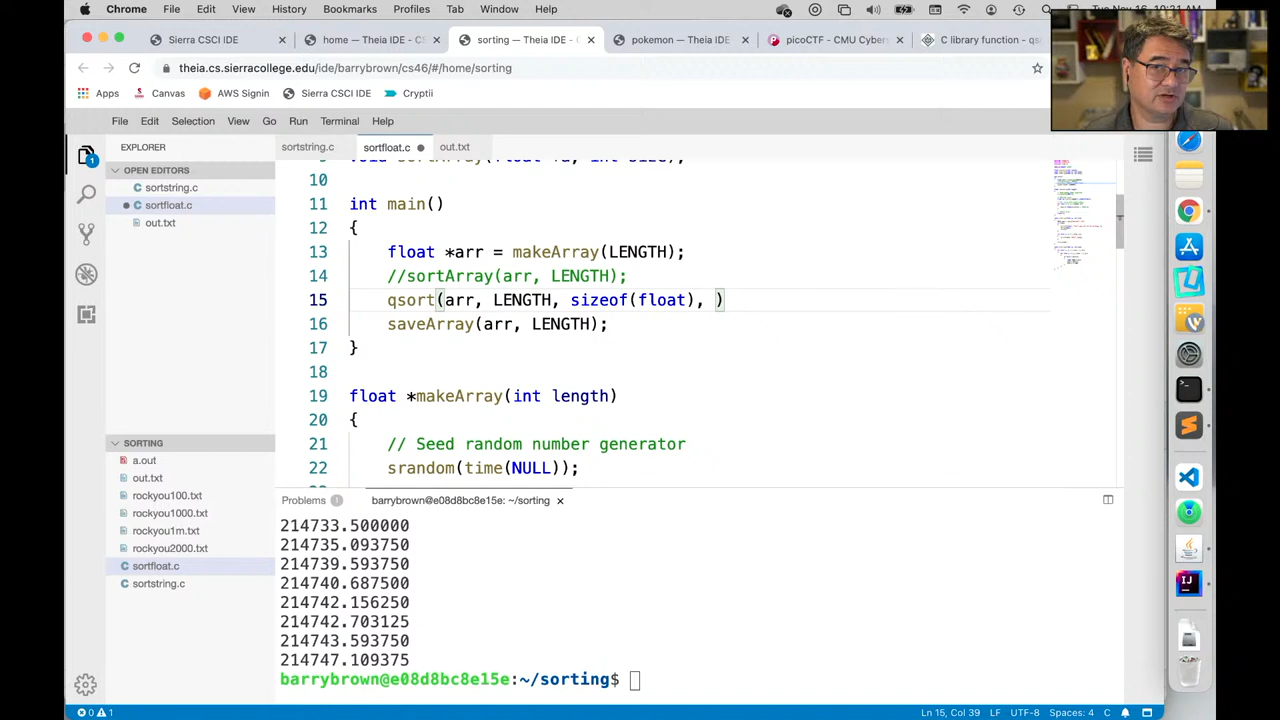 Chrome File Edit View History Bookmarks Profiles Tab Window Help
Sierra CSCI IDE
home — Theia IDE - CSC
sorting — Theia IDE - C
pokemon — Theia IDE -
picoCTF - CMU Cybers
C library function - qso
theia.cs.sierracollege.edu/ide/barrybrown/cs46/#/projects/sorting
Apps Canvas AWS Signin Sierra CSCI IDE Cryptii
File Edit Selection View Go Run Terminal Help
EXPLORER
sortstring.c sortfloat.c out.txt
OPEN EDITORS
sortstring.c
sortfloat.c
out.txt
10
11 int main()
12
13 float *arr = makeArray(LENGTH);
14 //sortArray(arr, LENGTH);
15 qsort(arr, LENGTH, sizeof(float), )
16 saveArray(arr, LENGTH);
17 }
18
19 float *makeArray(int length)
20 {
21 // Seed random number generator
22 srandom(time(NULL));
SORTING
a.out
out.txt
rockyou100.txt
rockyou1000.txt
rockyou1m.txt
rockyou2000.txt
sortfloat.c
sortstring.c
Problems 1 barrybrown@e08d8bc8e15e: ~/sorting
214733.500000
214735.093750
214739.593750
214740.687500
214742.156250
214742.703125
214743.593750
214747.109375
barrybrown@e08d8bc8e15e:~/sorting$
0 1 Ln 15, Col 39 LF UTF-8 Spaces: 4 C